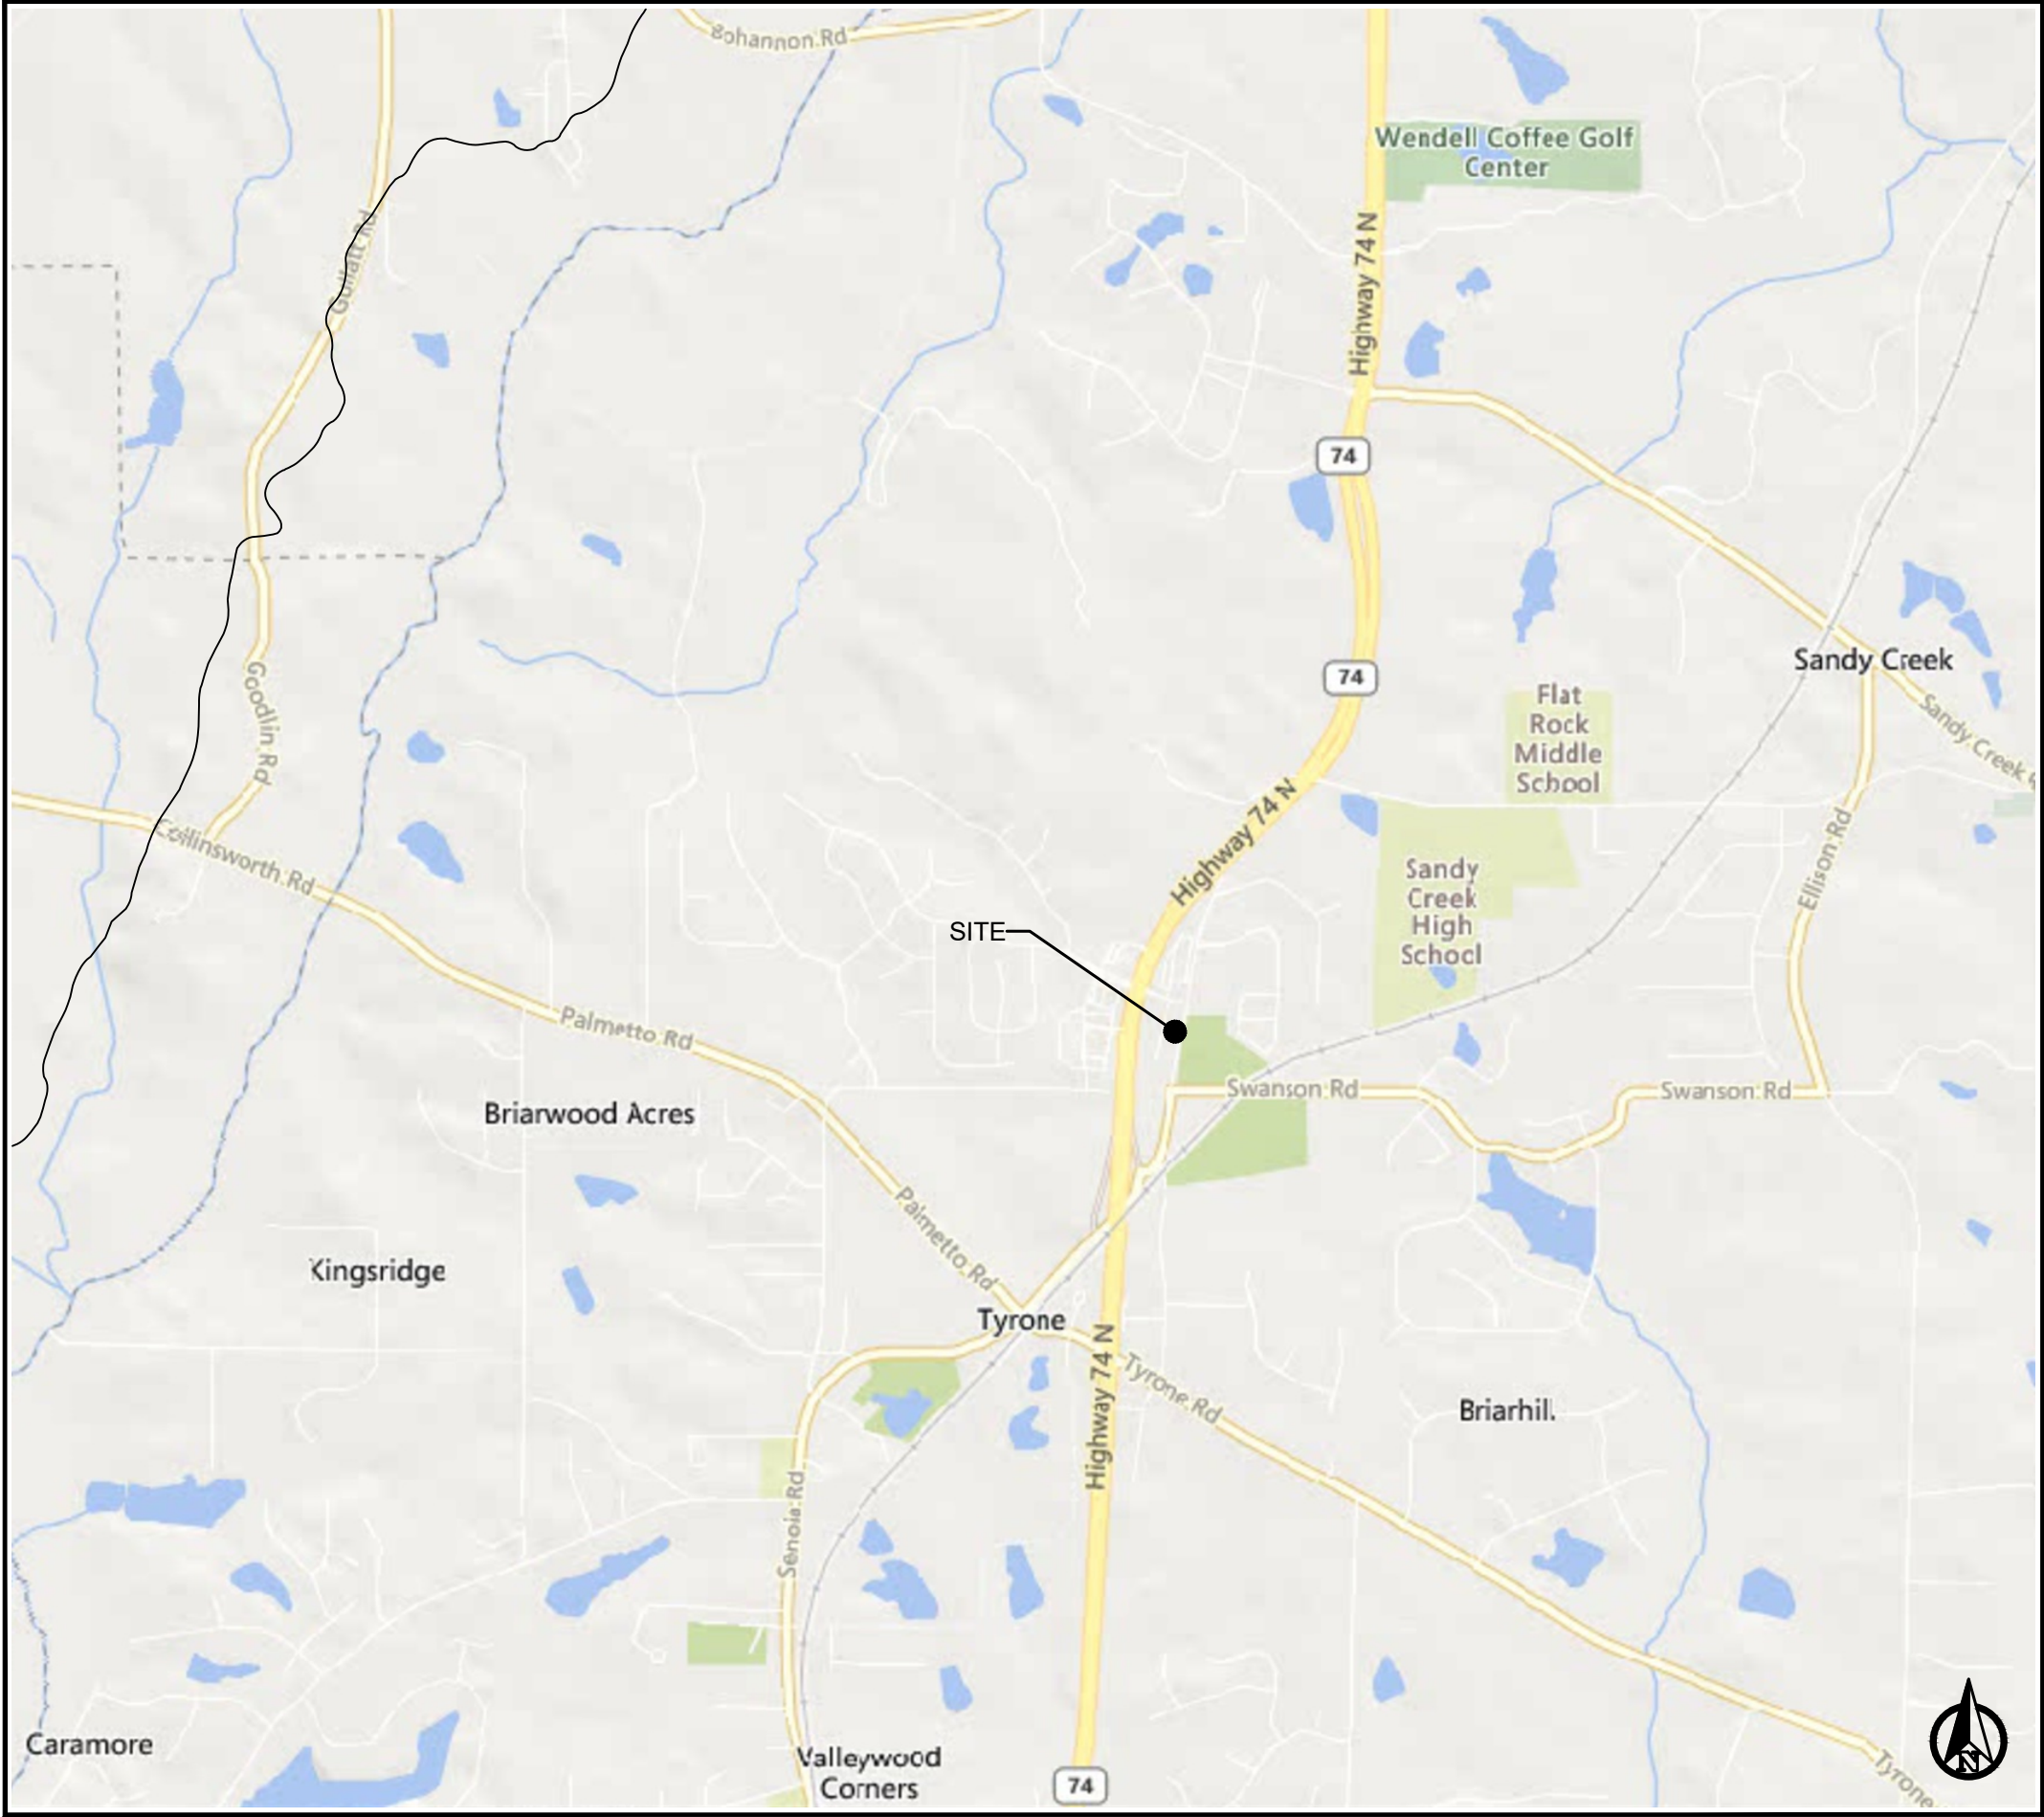 Bohannon Rd
Wendell Coffee Golf
Center
Gullatt Rd
Highway 74 N
74
74
Sandy Creek
Flat
Rock
Middle
School
Sandy Creek
Goodlin Rd
Highway 74 N
Collinsworth Rd
Ellison Rd
Sandy
Creek
High
School
SITE
Palmetto Rd
Swanson Rd
Swanson Rd
Briarwood Acres
Palmetto Rd
Kingsridge
Tyrone
Highway 74 N
Tyrone Rd
Briarhill
Senoia Rd
Caramore
Valleywood
Corners
74
Tyrone
N